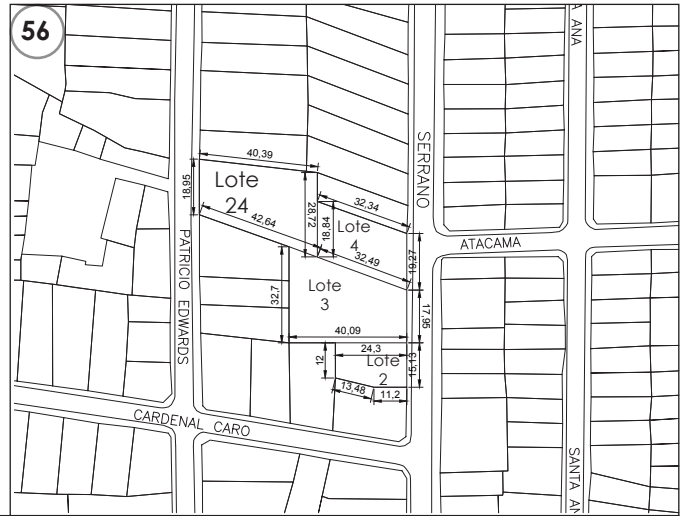 56
A ANA
SERRANO
40,39
18,95
Lote
24
28,72
32,34
18,84
Lote
4
42,64
32,49
ATACAMA
19,27
PATRICIO EDWARDS
32,7
Lote
3
17,95
40,09
24,3
12
Lote
2
15,13
13,48
11,2
CARDENAL CARO
SANTA AN